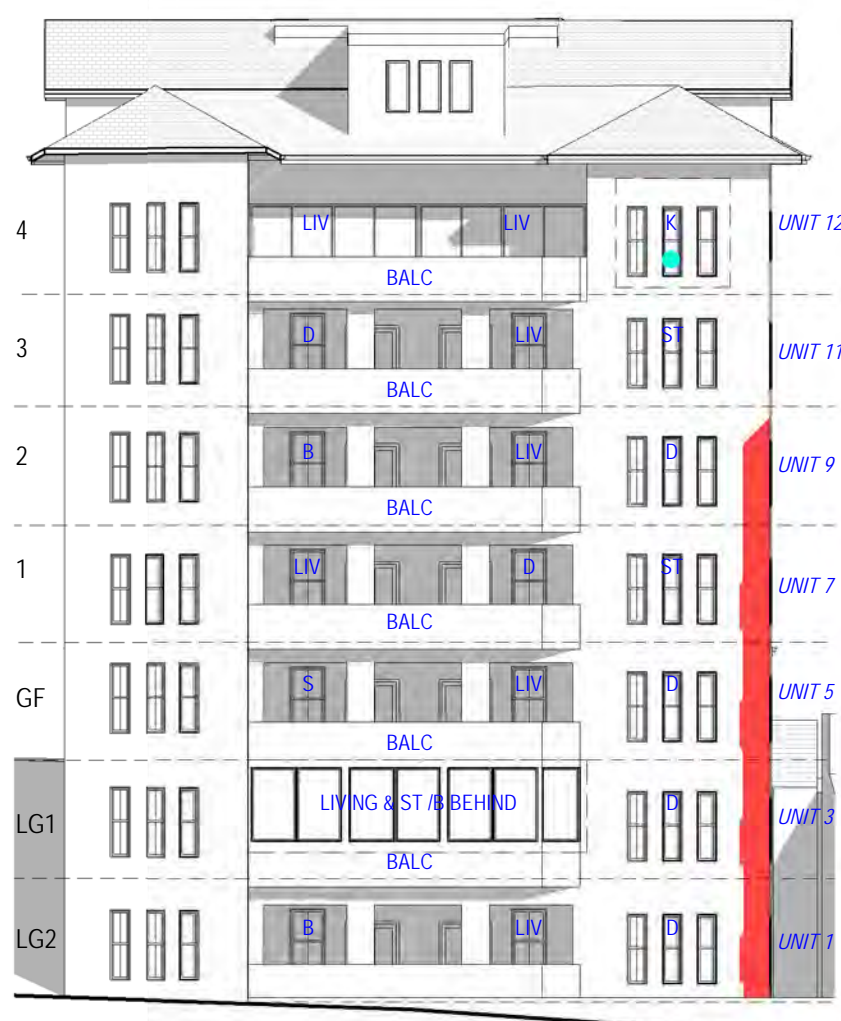 4 LIV LIV K UNIT 12
BALC
3 D LIV ST UNIT 11
BALC
2 B LIV D UNIT 9
BALC
1 LIV D ST UNIT 7
BALC
GF S LIV D UNIT 5
BALC
LG1 LIVING & ST /B BEHIND D UNIT 3
BALC
LG2 B LIV D UNIT 1